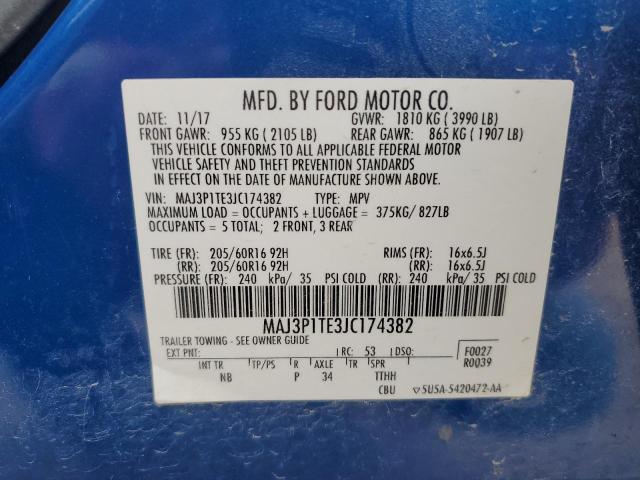 MFD. BY FORD MOTOR CO.
DATE: 11/17 GVWR: 1810 KG ( 3990 LB)
FRONT GAWR: 955 KG ( 2105 LB) REAR GAWR: 865 KG ( 1907 LB)
THIS VEHICLE CONFORMS TO ALL APPLICABLE FEDERAL MOTOR
VEHICLE SAFETY AND THEFT PREVENTION STANDARDS
IN EFFECT ON THE DATE OF MANUFACTURE SHOWN ABOVE.
VIN: MAJ3P1TE3JC174382 TYPE: MPV
MAXIMUM LOAD = OCCUPANTS + LUGGAGE = 375KG/ 827LB
OCCUPANTS = 5 TOTAL; 2 FRONT, 3 REAR
TIRE (FR): 205/60R16 92H RIMS (FR): 16x6.5J
(RR): 205/60R16 92H (RR): 16x6.5J
PRESSURE (FR): 240 kPa/ 35 PSI COLD (RR): 240 kPa/ 35 PSI COLD
MAJ3P1TE3JC174382
TRAILER TOWING - SEE OWNER GUIDE
EXT PNT: RC: 53 DSO: F0027
R0039
INT TR TP/PS R AXLE TR SPR
NB P 34 TTHH
CBU ▽5U5A-5420472-AA